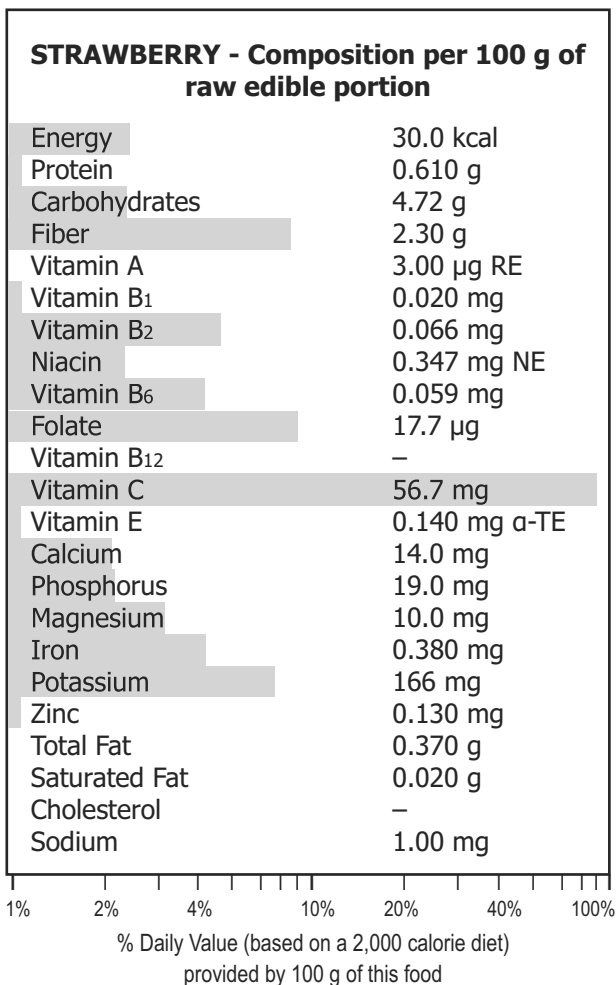 STRAWBERRY - Composition per 100 g of
raw edible portion
Energy 30.0 kcal
Protein 0.610 g
Carbohydrates 4.72 g
Fiber 2.30 g
Vitamin A 3.00 µg RE
Vitamin B1 0.020 mg
Vitamin B2 0.066 mg
Niacin 0.347 mg NE
Vitamin B6 0.059 mg
Folate 17.7 µg
Vitamin B12 –
Vitamin C 56.7 mg
Vitamin E 0.140 mg α-TE
Calcium 14.0 mg
Phosphorus 19.0 mg
Magnesium 10.0 mg
Iron 0.380 mg
Potassium 166 mg
Zinc 0.130 mg
Total Fat 0.370 g
Saturated Fat 0.020 g
Cholesterol –
Sodium 1.00 mg
1% 2% 4% 10% 20% 40% 100%
% Daily Value (based on a 2,000 calorie diet)
provided by 100 g of this food